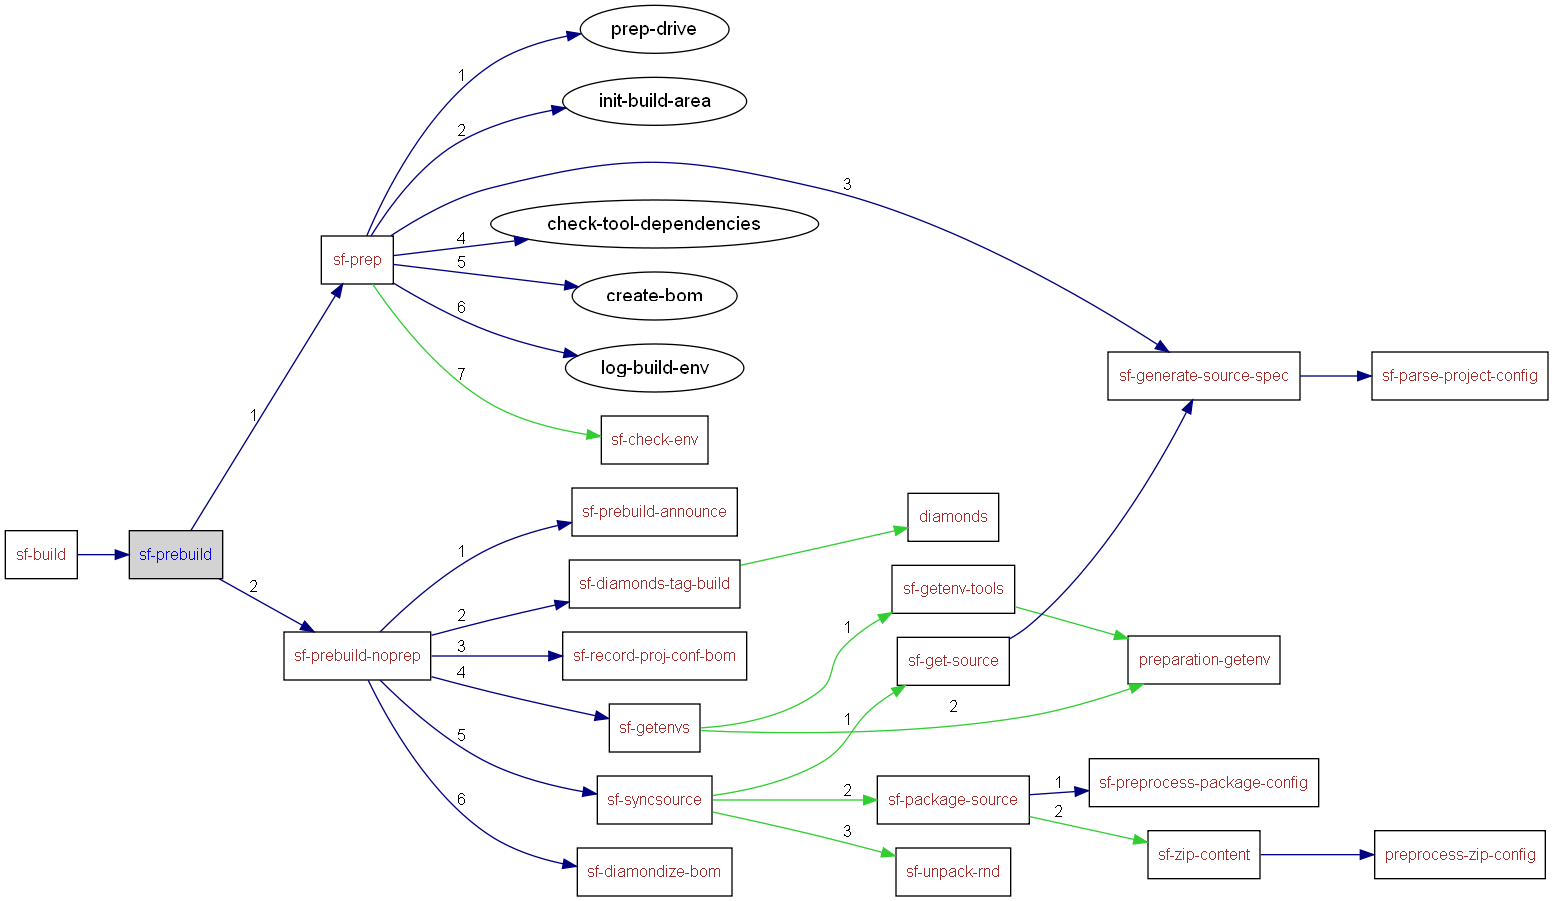 prep-drive
1
init-build-area
2
3
check-tool-dependencies
4
sf-prep
5
create-bom
6
log-build-env
7
sf-generate-source-spec
sf-parse-project-config
1
sf-check-env
sf-prebuild-announce
diamonds
sf-build
sf-prebuild
1
2
sf-diamonds-tag-build
sf-getenv-tools
2
1
sf-prebuild-noprep
3
sf-record-proj-conf-bom
sf-get-source
preparation-getenv
4
2
sf-getenvs
1
5
sf-syncsource
2
sf-package-source
1
sf-preprocess-package-config
6
2
3
sf-zip-content
preprocess-zip-config
sf-diamondize-bom
sf-unpack-rnd